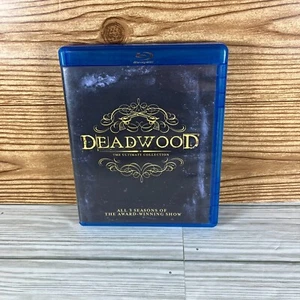 DEADWOOD
THE ULTIMATE COLLECTION
ALL 3 SEASONS OF
THE AWARD-WINNING SHOW